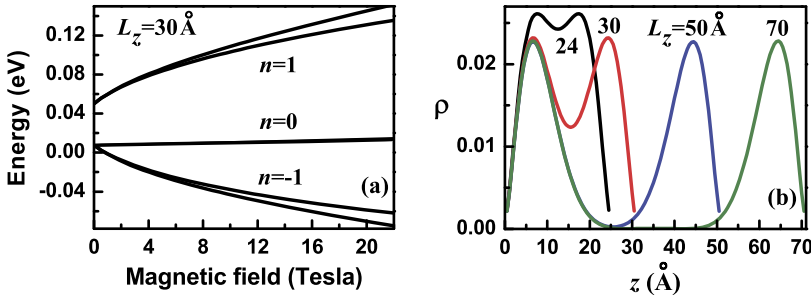 L_z=30Å
0.12
0.08
0.04
0.00
-0.04
Energy (eV)
n=1
n=0
n=-1
(a)
0 4 8 12 16 20
Magnetic field (Tesla)
24 30 L_z=50Å 70
0.02
0.01
0.00
ρ
(b)
0 10 20 30 40 50 60 70
z (Å)